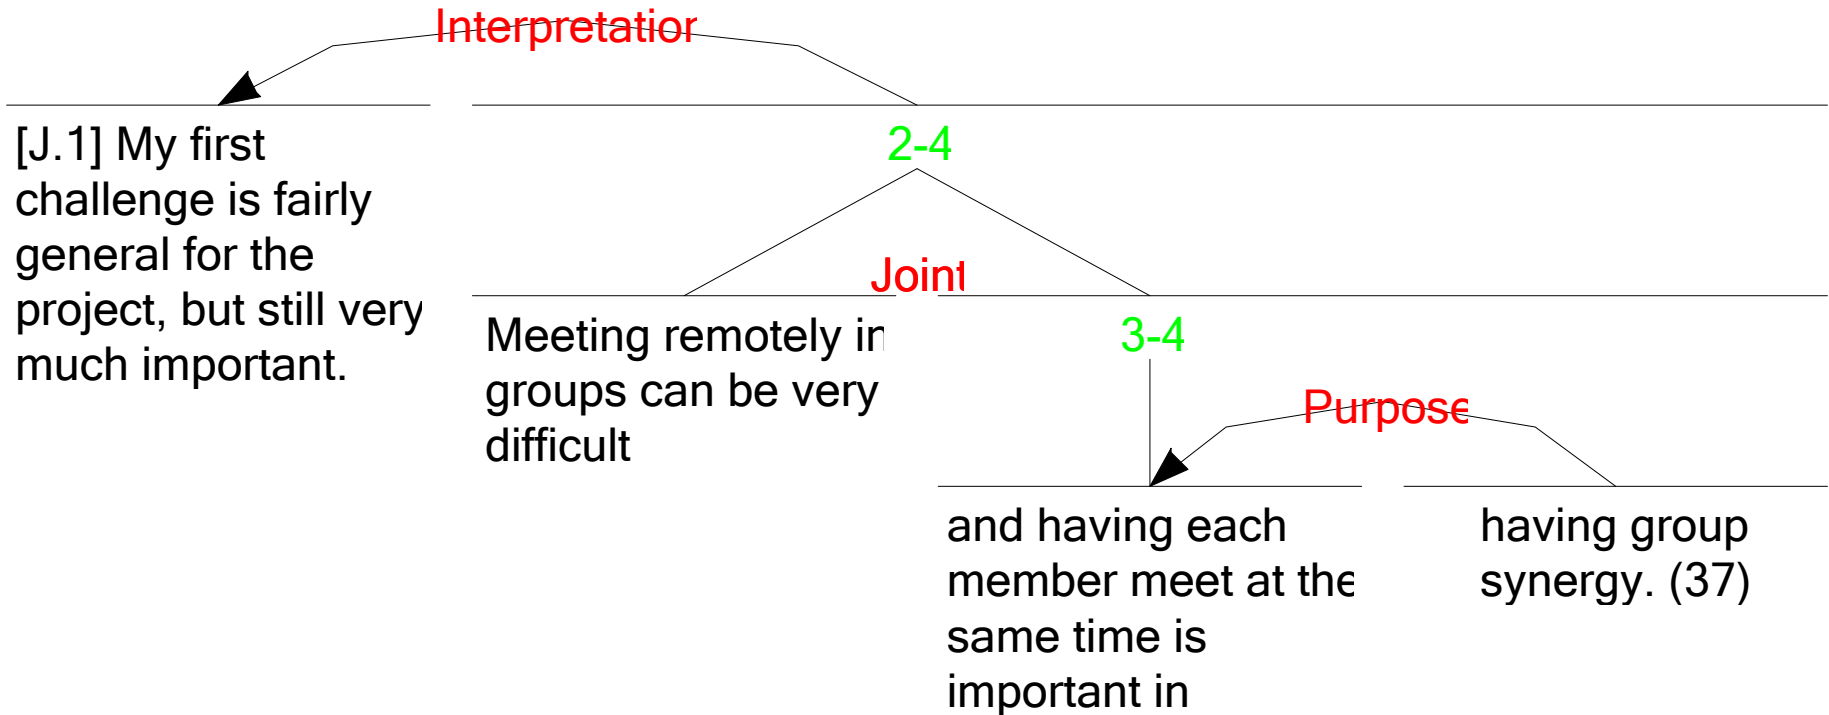 Interpretation
[J.1] My first
challenge is fairly
general for the
project, but still very
much important.
2-4
Joint
Meeting remotely in
groups can be very
difficult
3-4
Purpose
and having each
member meet at the
same time is
important in
having group
synergy. (37)